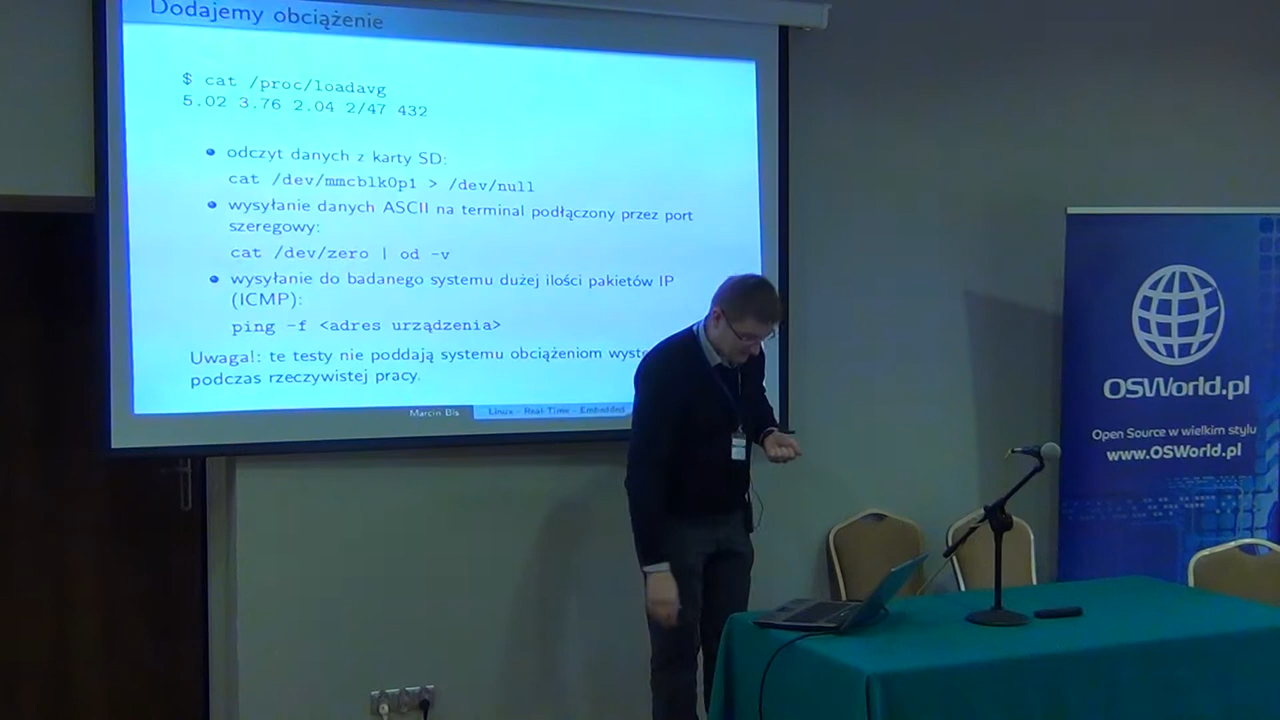 Dodajemy obciążenie
$ cat /proc/loadavg
5.02 3.76 2.04 2/47 432
odczyt danych z karty SD:
cat /dev/mmcblk0p1 > /dev/null
wysyłanie danych ASCII na terminal podłączony przez port
szeregowy:
cat /dev/zero | od -v
wysyłanie do badanego systemu dużej ilości pakietów IP
(ICMP):
ping -f <adres urządzenia>
Uwaga!: te testy nie poddają systemu obciążeniom
podczas rzeczywistej pracy.
Marcin Bis
Linux - Real Time - Embedded
OSWorld.pl
Open Source w wielkim stylu
www.OSWorld.pl